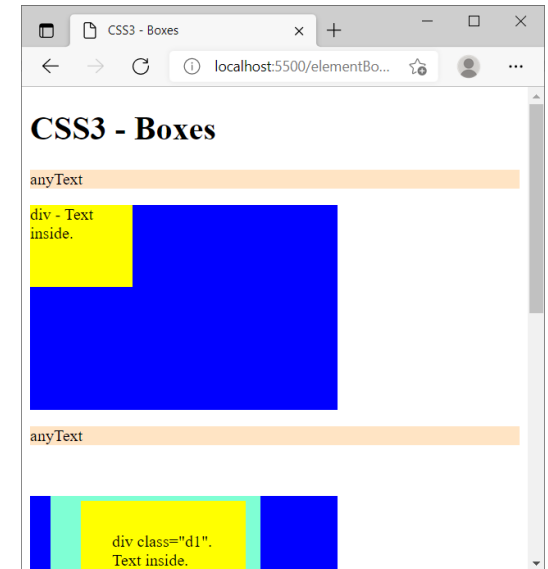 CSS3 - Boxes
localhost:5500/elementBo...
CSS3 - Boxes
anyText
div - Text
inside.
anyText
div class="d1".
Text inside.